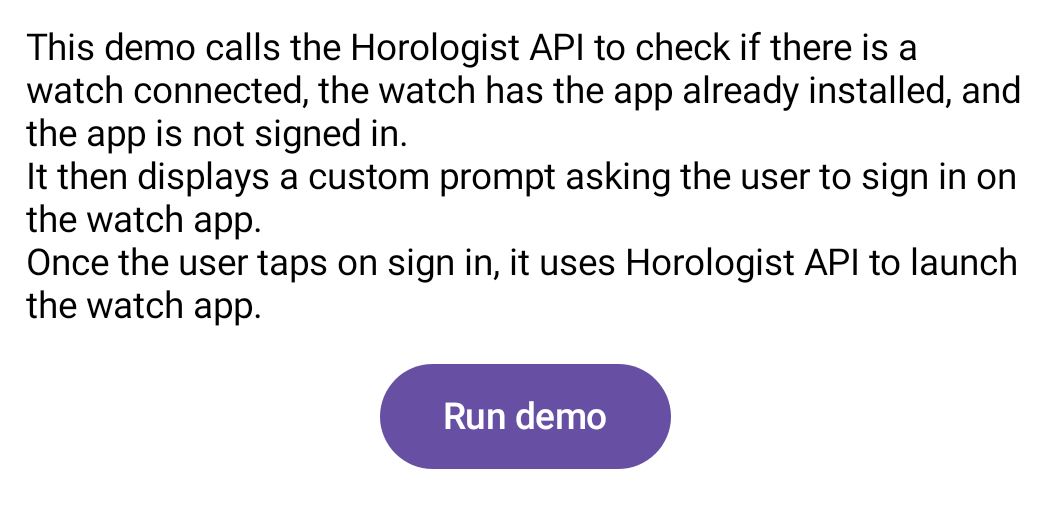 This demo calls the Horologist API to check if there is a
watch connected, the watch has the app already installed, and
the app is not signed in.
It then displays a custom prompt asking the user to sign in on
the watch app.
Once the user taps on sign in, it uses Horologist API to launch
the watch app.
Run demo